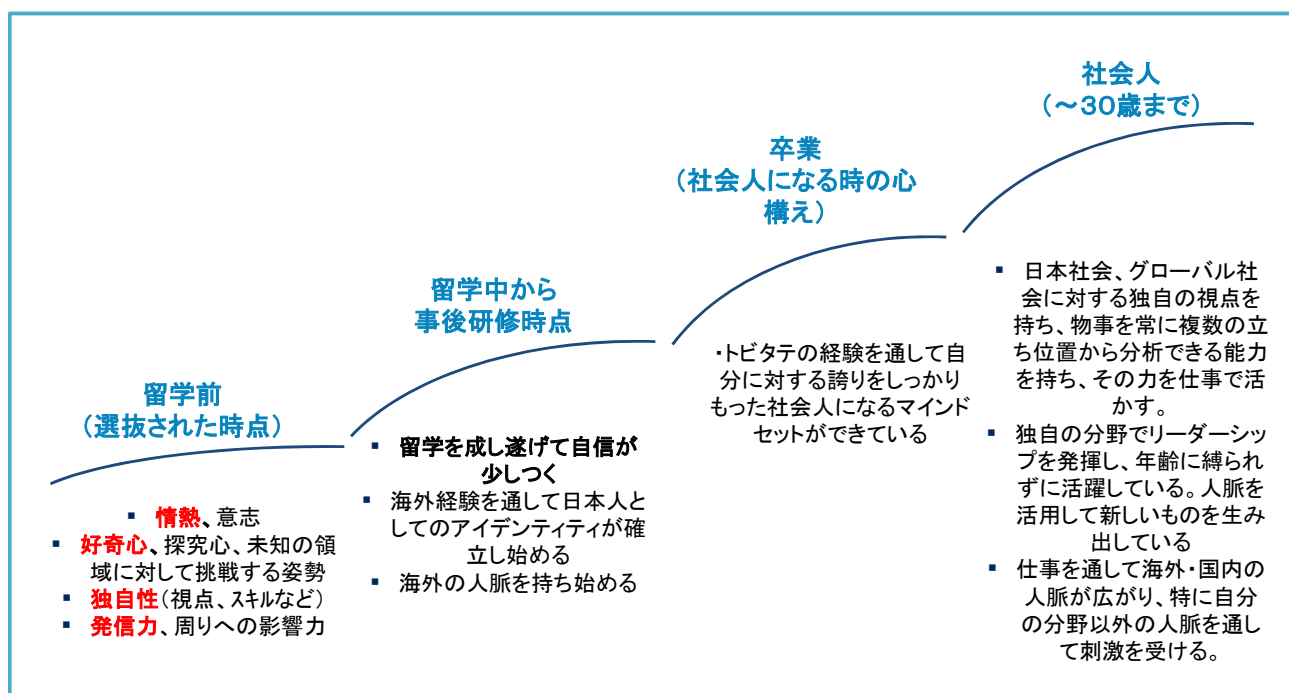 留学前
（選抜された時点）
▪ 情熱、意志
▪ 好奇心、探究心、未知の領
域に対して挑戦する姿勢
▪ 独自性(視点、スキルなど)
▪ 発信力、周りへの影響力
留学中から
事後研修時点
▪ 留学を成し遂げて自信が
少しつく
▪ 海外経験を通して日本人と
してのアイデンティティが確
立し始める
▪ 海外の人脈を持ち始める
卒業
（社会人になる時の心
構え）
・トビタテの経験を通して自
分に対する誇りをしっかり
もった社会人になるマインド
セットができている
社会人
（～３０歳まで）
▪ 日本社会、グローバル社
会に対する独自の視点を
持ち、物事を常に複数の立
ち位置から分析できる能力
を持ち、その力を仕事で活
かす。
▪ 独自の分野でリーダーシッ
プを発揮し、年齢に縛られ
ずに活躍している。人脈を
活用して新しいものを生み
出している
▪ 仕事を通して海外・国内の
人脈が広がり、特に自分
の分野以外の人脈を通し
て刺激を受ける。